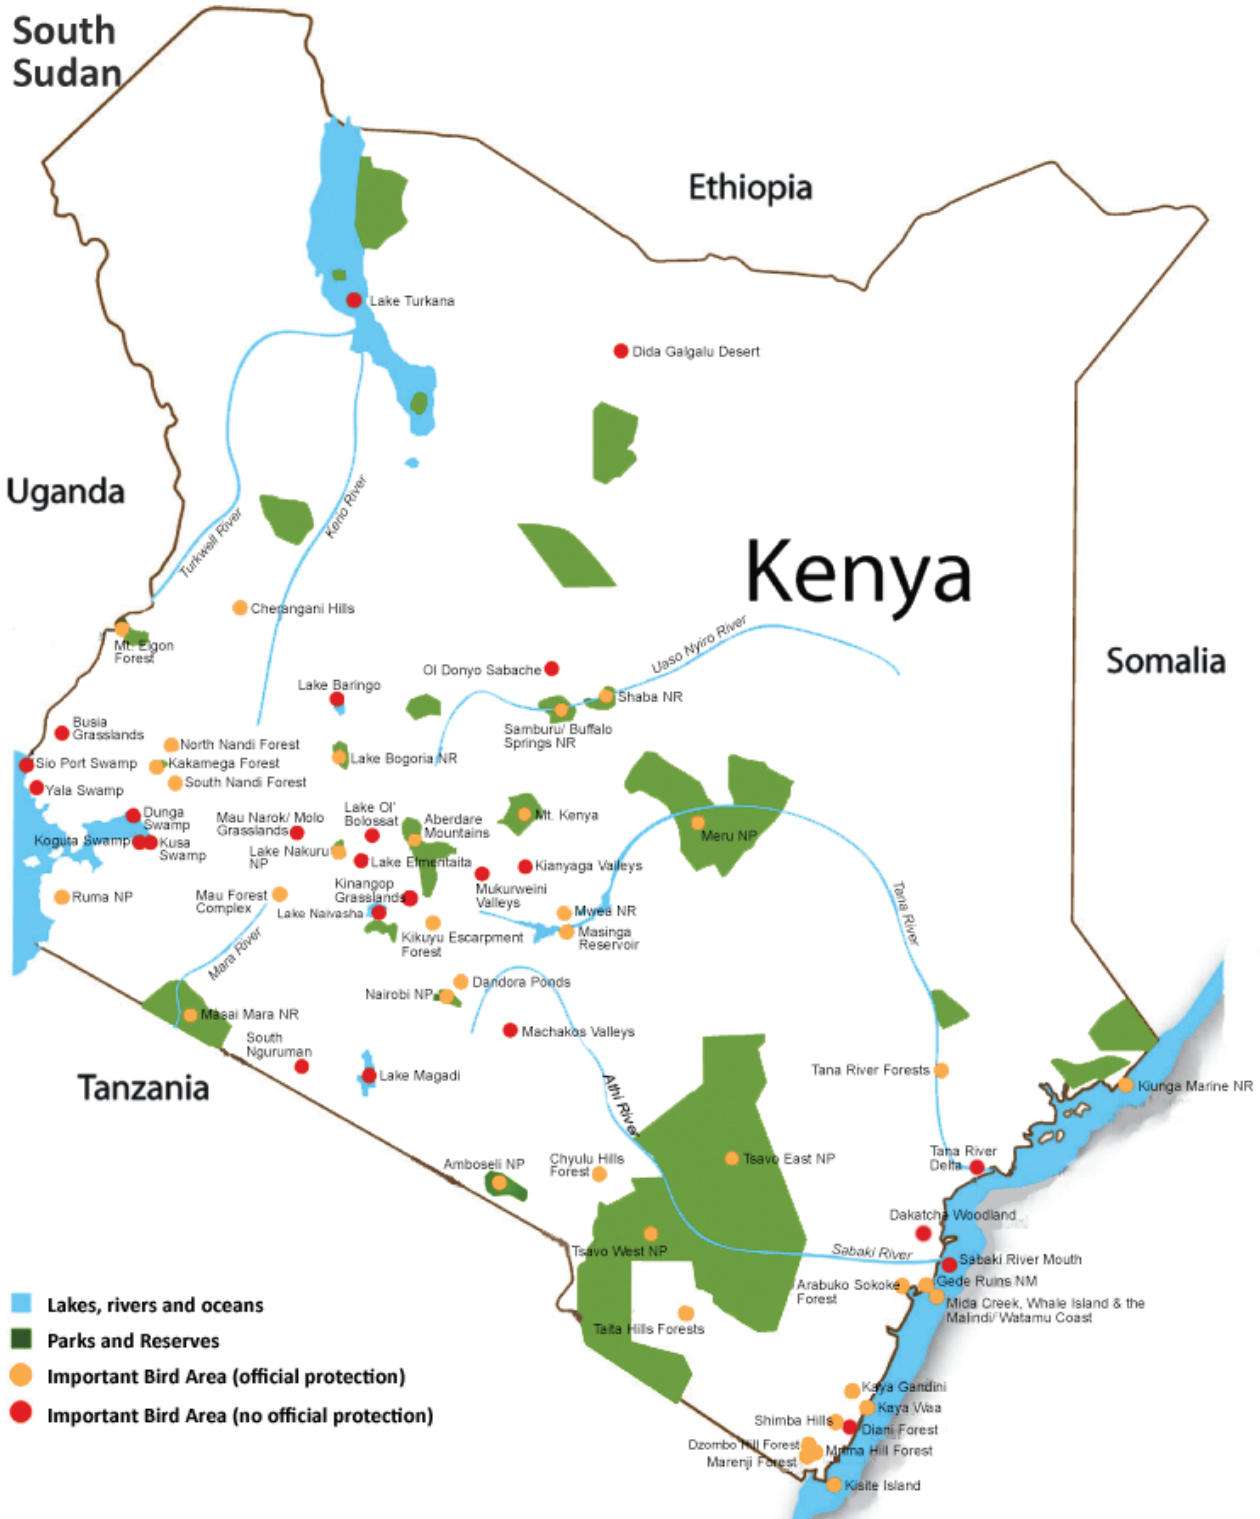 South
Sudan
Ethiopia
Lake Turkana
Dida Galgalu Desert
Uganda
Turkwell River
Kerio River
Kenya
Cherangani Hills
Mt. Elgon
Forest
Uaso Nyiro River
Somalia
Ol Donyo Sabache
Lake Baringo
Shaba NR
Samburu/ Buffalo
Springs NR
Busia
Grasslands
North Nandi Forest
Lake Bogoria NR
Sio Port Swamp
Kakamega Forest
South Nandi Forest
Yala Swamp
Dunga
Swamp
Mau Narok/ Molo
Grasslands
Lake Ol'
Bolossat
Aberdare
Mountains
Mt. Kenya
Meru NP
Koguta Swamp
Kusa
Swamp
Lake Nakuru
NP
Lake Elmentaita
Kianyaga Valleys
Kinangop
Grasslands
Mukurweini
Valleys
Ruma NP
Mau Forest
Complex
Lake Naivasha
Mwea NR
Tana River
Kikuyu Escarpment
Forest
Masinga
Reservoir
Mara River
Dandora Ponds
Nairobi NP
Masai Mara NR
South
Nguruman
Machakos Valleys
Tanzania
Lake Magadi
Athi River
Tana River Forests
Kiunga Marine NR
Amboseli NP
Chyulu Hills
Forest
Tsavo East NP
Tana River
Delta
Dakatcha Woodland
Tsavo West NP
Sabaki River
Sabaki River Mouth
Arabuko Sokoke
Forest
Gede Ruins NM
Mida Creek, Whale Island & the
Malindi/ Watamu Coast
Taita Hills Forests
Lakes, rivers and oceans
Parks and Reserves
Important Bird Area (official protection)
Important Bird Area (no official protection)
Kaya Gandini
Kaya Waa
Shimba Hills
Diani Forest
Dzombo Hill Forest
Mrima Hill Forest
Marenji Forest
Kisite Island